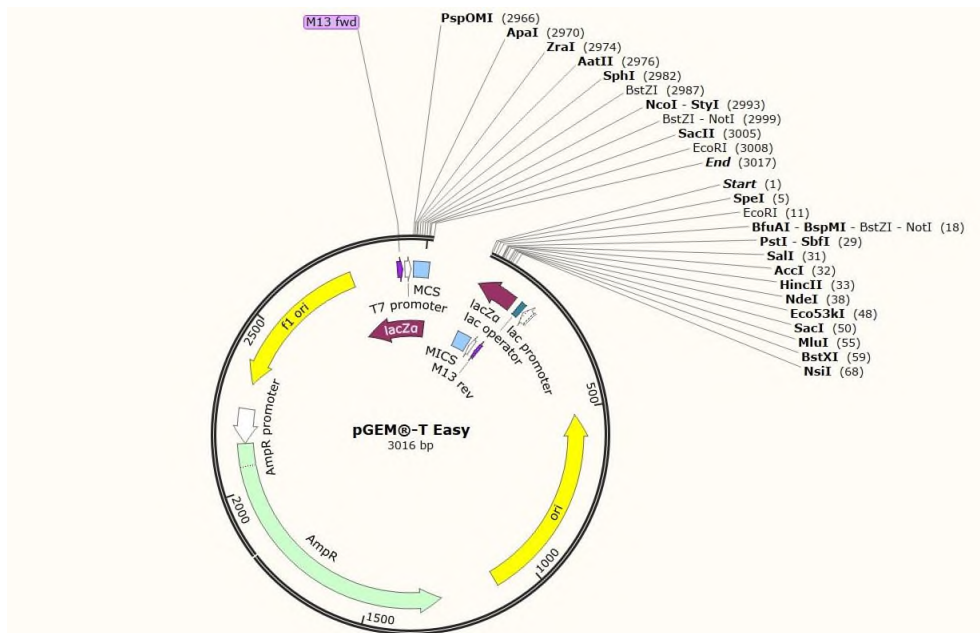 M13 fwd
PspOMI (2966)
ApaI (2970)
ZraI (2974)
AatII (2976)
SphI (2982)
BstZI (2987)
NcoI - StyI (2993)
BstZI - NotI (2999)
SacII (3005)
EcoRI (3008)
End (3017)
Start (1)
SpeI (5)
EcoRI (11)
BfuAI - BspMI - BstZI - NotI (18)
PstI - SbfI (29)
SalI (31)
AccI (32)
HincII (33)
NdeI (38)
Eco53kI (48)
SacI (50)
MluI (55)
BstXI (59)
NsiI (68)
MCS
T7 promoter
lacZα
lacZα
lac operator
lac promoter
MICS
M13 rev
f1 ori
2500
AmpR promoter
500
pGEM®-T Easy
3016 bp
2000
AmpR
ori
1000
1500